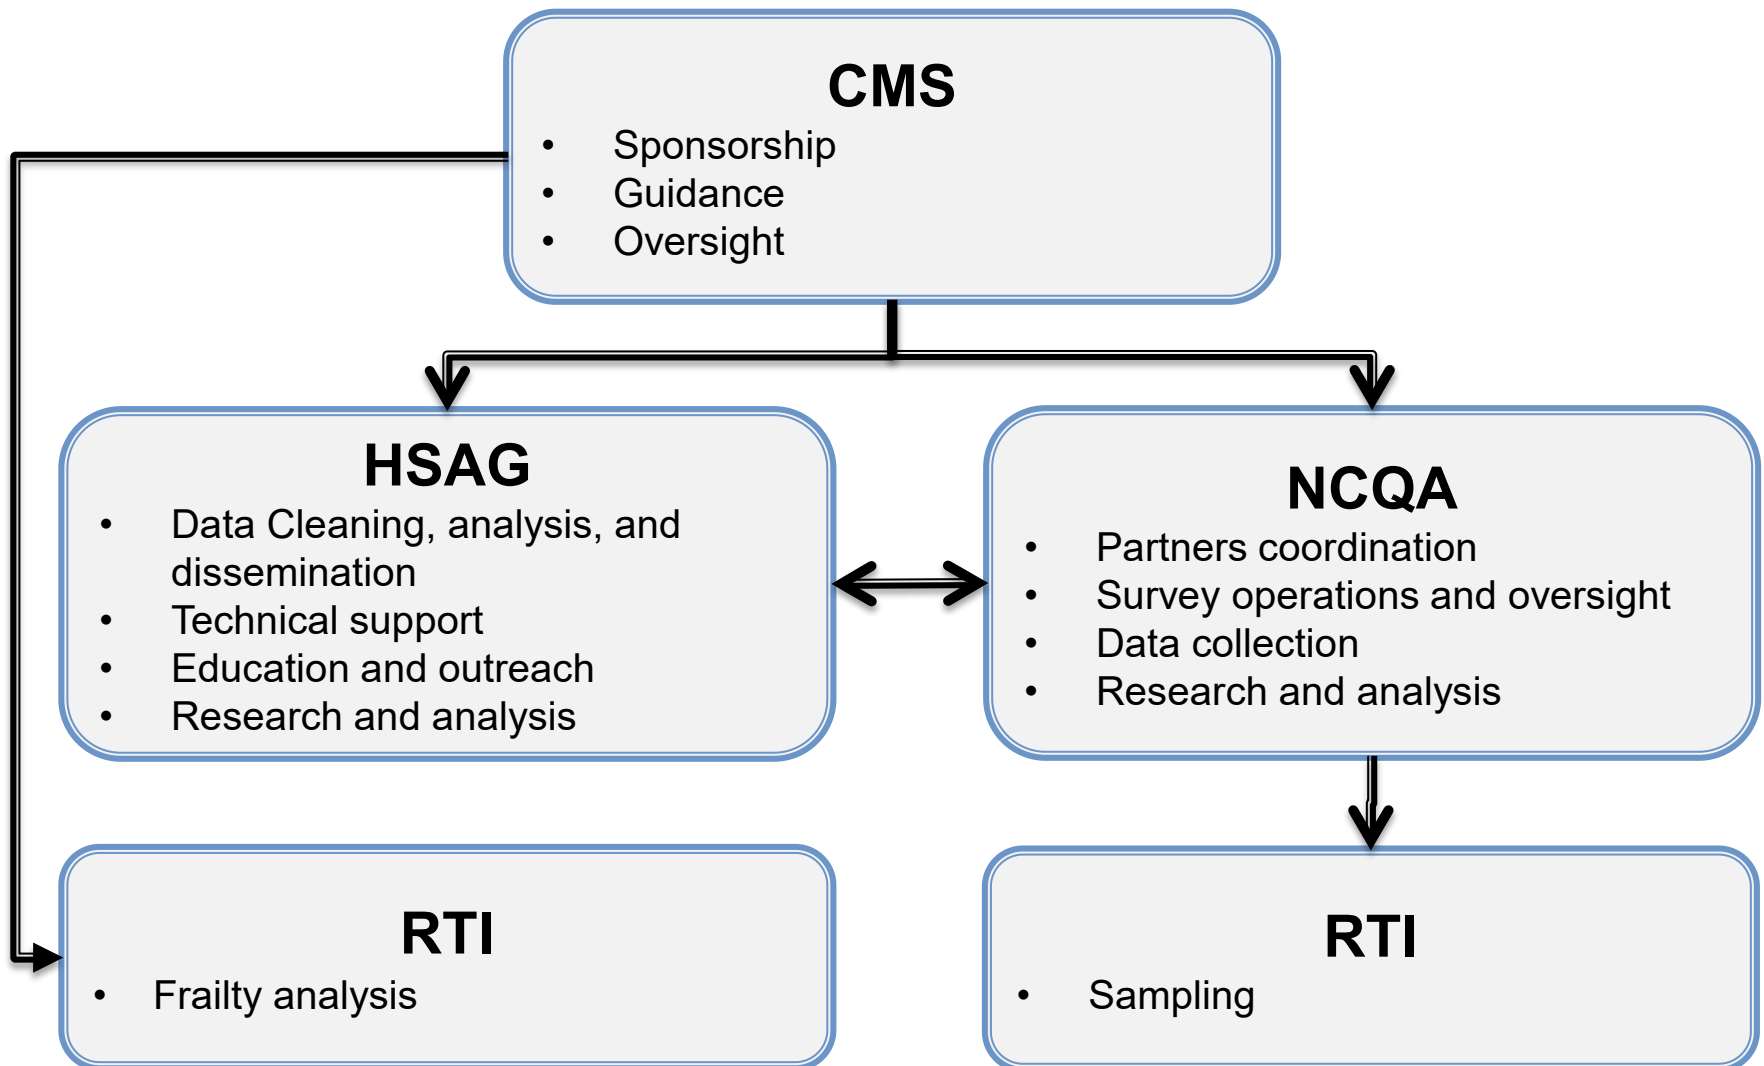 CMS
• Sponsorship
• Guidance
• Oversight
HSAG
• Data Cleaning, analysis, and
dissemination
• Technical support
• Education and outreach
• Research and analysis
NCQA
• Partners coordination
• Survey operations and oversight
• Data collection
• Research and analysis
RTI
• Frailty analysis
RTI
• Sampling